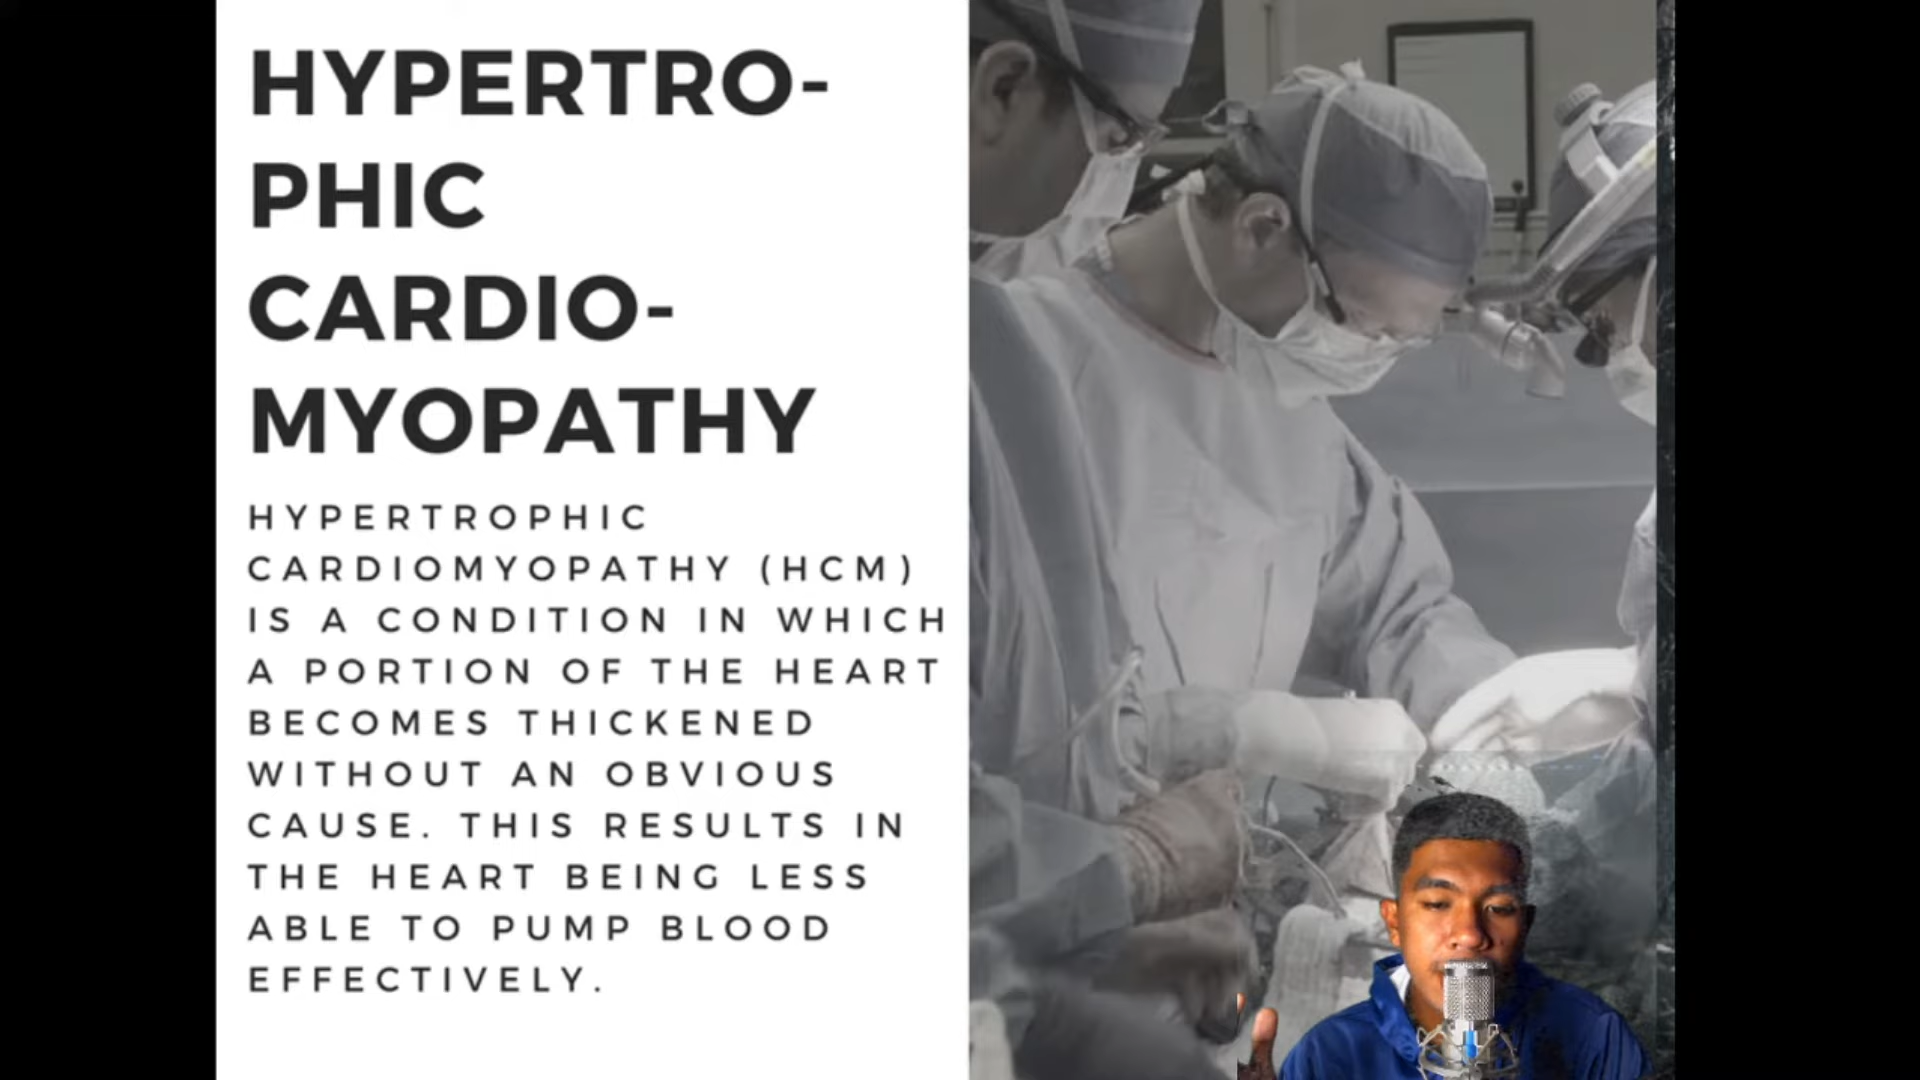 HYPERTRO-
PHIC
CARDIO-
MYOPATHY
HYPERTROPHIC
CARDIOMYOPATHY (HCM)
IS A CONDITION IN WHICH
A PORTION OF THE HEART
BECOMES THICKENED
WITHOUT AN OBVIOUS
CAUSE. THIS RESULTS IN
THE HEART BEING LESS
ABLE TO PUMP BLOOD
EFFECTIVELY.